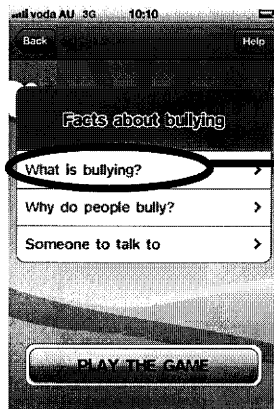 voda AU 3G 10:10
Back Help
Facts about bullying
What is bullying? >
Why do people bully? >
Someone to talk to >
PLAY THE GAME